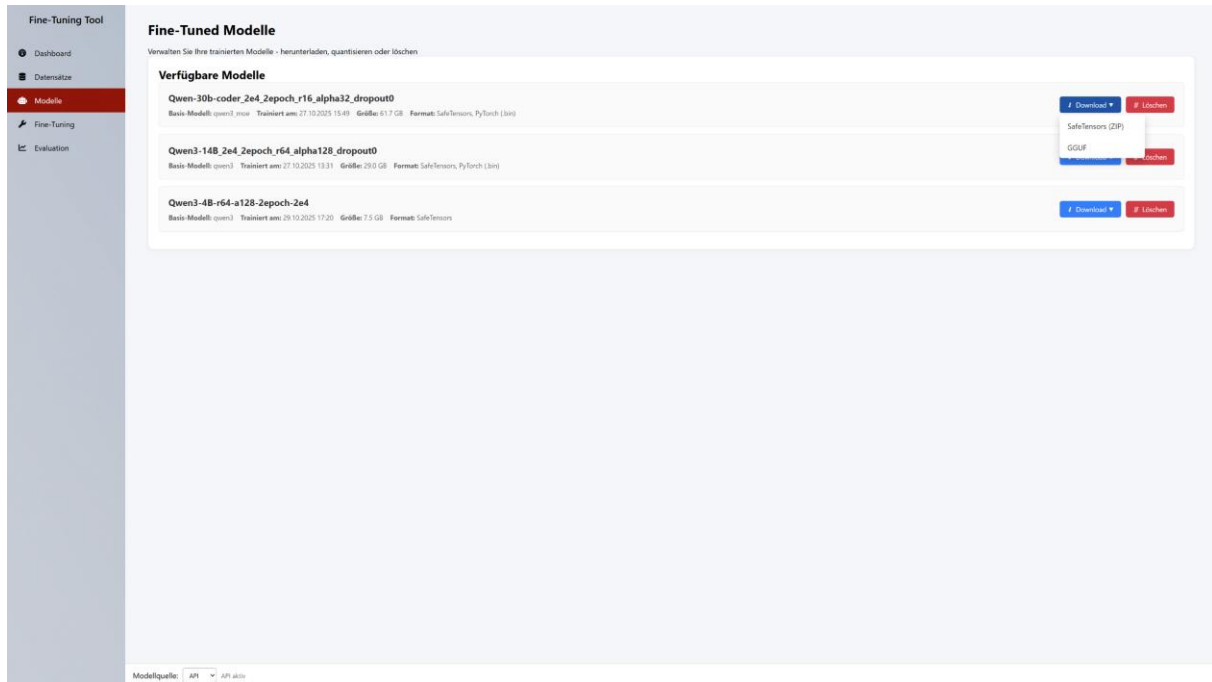 Fine-Tuning Tool
Dashboard
Datensätze
Modelle
Fine-Tuning
Evaluation
Fine-Tuned Modelle
Verwalten Sie Ihre trainierten Modelle - herunterladen, quantisieren oder löschen
Verfügbare Modelle
Qwen-30b-coder_2e4_2epoch_r16_alpha32_dropout0
Basis-Modell: qwen3_moe Trainiert am: 27.10.2025 15:49 Größe: 61.7 GB Format: SafeTensors, PyTorch (.bin)
Download ▼ Löschen
SafeTensors (ZIP)
GGUF
Qwen3-14B_2e4_2epoch_r64_alpha128_dropout0
Basis-Modell: qwen3 Trainiert am: 27.10.2025 13:31 Größe: 29.0 GB Format: SafeTensors, PyTorch (.bin)
Löschen
Qwen3-4B-r64-a128-2epoch-2e4
Basis-Modell: qwen3 Trainiert am: 29.10.2025 17:20 Größe: 7.5 GB Format: SafeTensors
Download ▼ Löschen
Modellquelle: API API aktiv